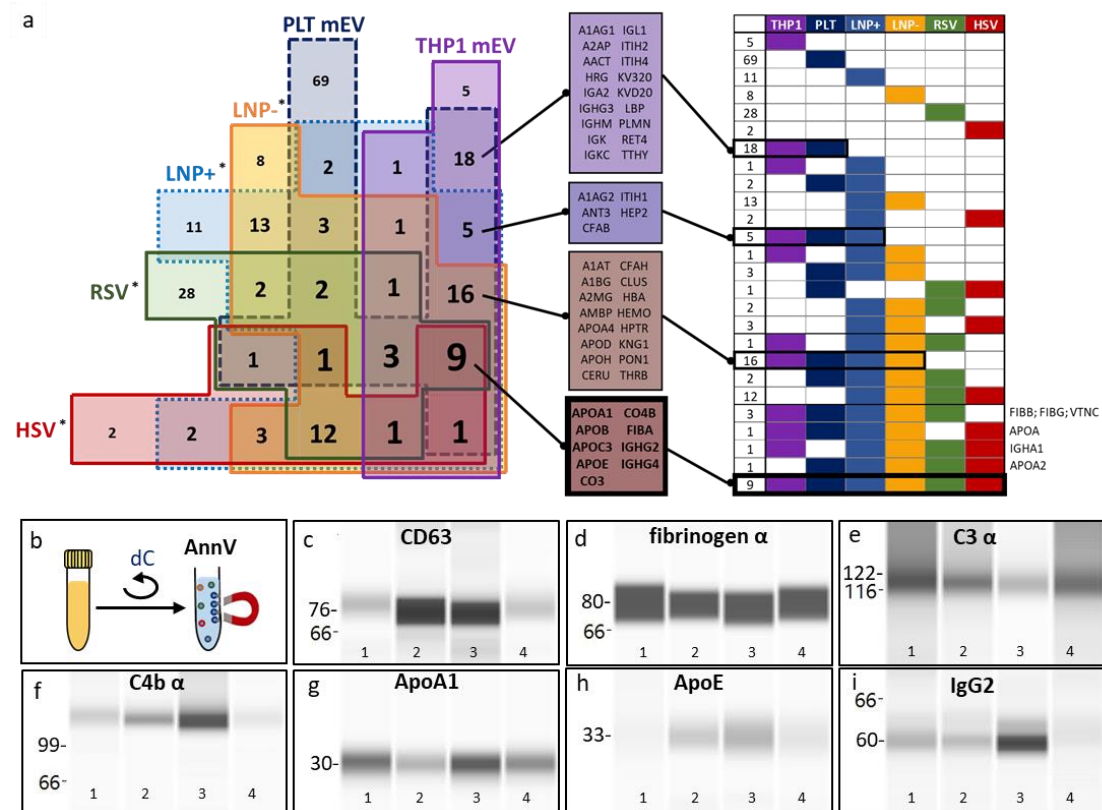 a
PLT mEV
THP1 mEV
69
5
LNP-*
8
2
1
18
LNP+*
11
13
3
1
5
RSV*
28
2
2
1
16
1
1
3
9
HSV*
2
2
3
12
1
1
A1AG1 IGL1
A2AP ITIH2
AACT ITIH4
HRG KV320
IGA2 KVD20
IGHG3 LBP
IGHM PLMN
IGK RET4
IGKC TTHY
A1AG2 ITIH1
ANT3 HEP2
CFAB
A1AT CFAH
A1BG CLUS
A2MG HBA
AMBP HEMO
APOA4 HPTR
APOD KNG1
APOH PON1
CERU THRB
APOA1 CO4B
APOB FIBA
APOC3 IGHG2
APOE IGHG4
CO3
THP1 PLT LNP+ LNP- RSV HSV
5
69
11
8
28
2
18
1
2
13
2
5
1
3
1
2
3
1
16
2
12
3 FIBB; FIBG; VTNC
1 APOA
1 IGHA1
1 APOA2
9
b
dC
AnnV
c CD63
76-
66-
1 2 3 4
d fibrinogen α
80-
66-
1 2 3 4
e C3 α
122-
116-
1 2 3 4
f C4b α
99-
66-
1 2 3 4
g ApoA1
30-
1 2 3 4
h ApoE
33-
1 2 3 4
i IgG2
66-
60-
1 2 3 4